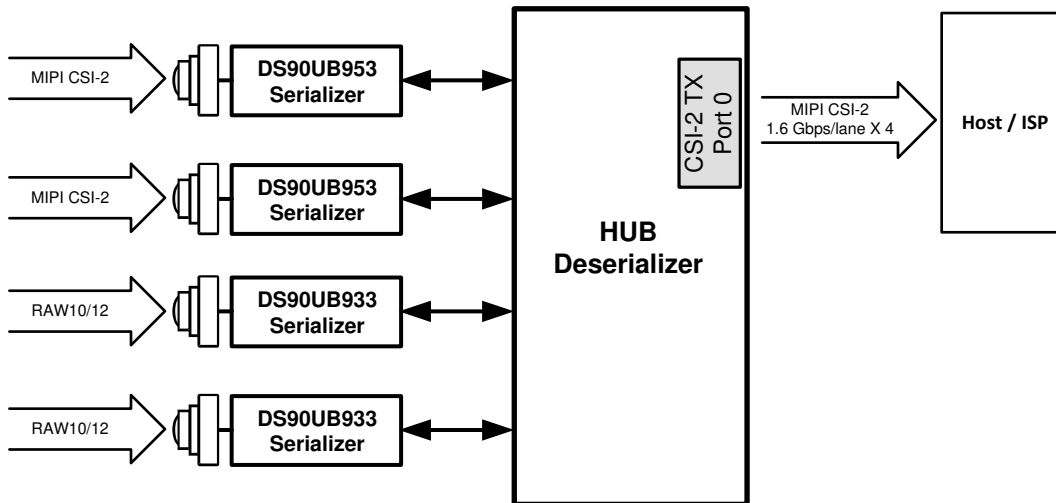 MIPI CSI-2
DS90UB953
Serializer
MIPI CSI-2
DS90UB953
Serializer
RAW10/12
DS90UB933
Serializer
RAW10/12
DS90UB933
Serializer
HUB
Deserializer
CSI-2 TX
Port 0
MIPI CSI-2
1.6 Gbps/lane X 4
Host / ISP